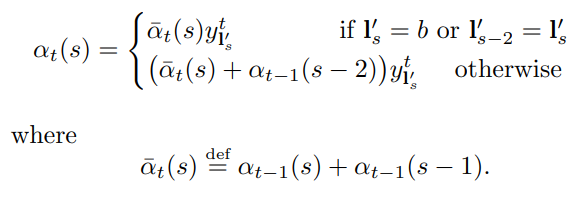 α_t(s) = { ᾱ_t(s)y^t_{l′_s} if l′_s = b or l′_{s−2} = l′_s
(ᾱ_t(s) + α_{t−1}(s − 2))y^t_{l′_s} otherwise
where
ᾱ_t(s) def= α_{t−1}(s) + α_{t−1}(s − 1).